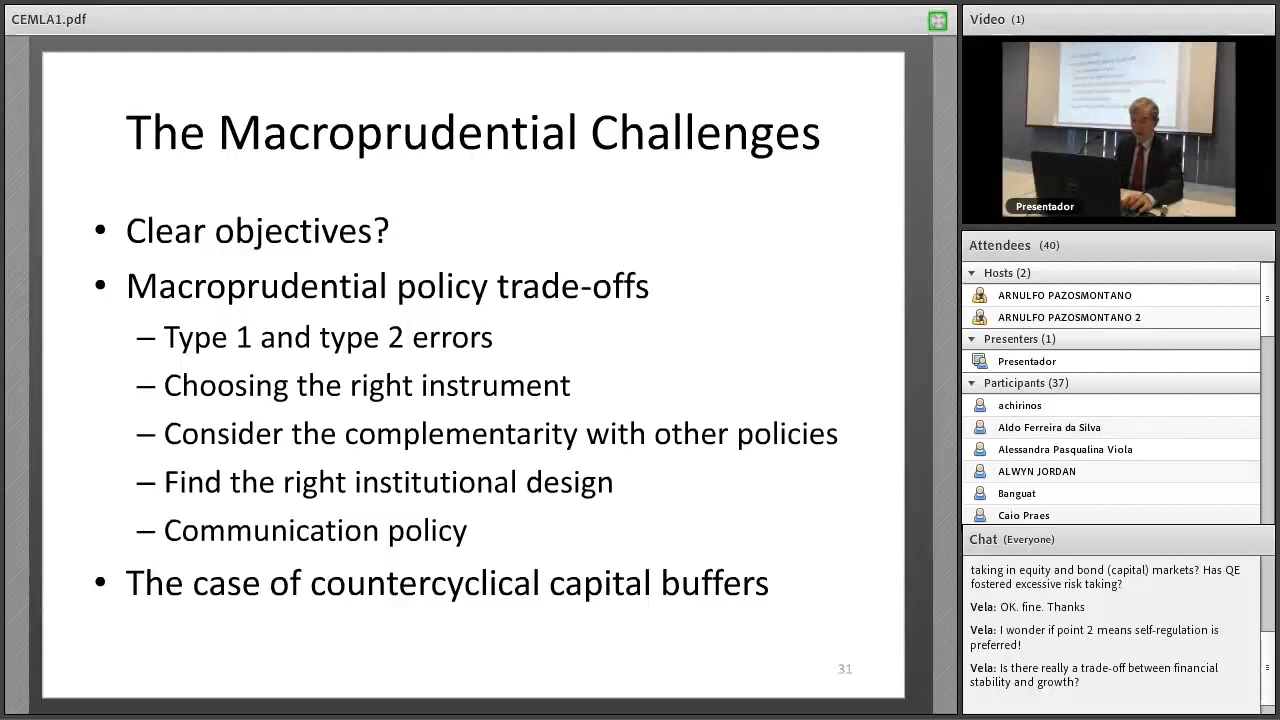 CEMLA1.pdf
The Macroprudential Challenges
• Clear objectives?
• Macroprudential policy trade-offs
– Type 1 and type 2 errors
– Choosing the right instrument
– Consider the complementarity with other policies
– Find the right institutional design
– Communication policy
• The case of countercyclical capital buffers
31
Video (1)
Presentador
Attendees (40)
Hosts (2)
ARNULFO PAZOSMONTANO
ARNULFO PAZOSMONTANO 2
Presenters (1)
Presentador
Participants (37)
achirinos
Aldo Ferreira da Silva
Alessandra Pasqualina Viola
ALWYN JORDAN
Banguat
Caio Praes
Chat (Everyone)
taking in equity and bond (capital) markets? Has QE
fostered excessive risk taking?
Vela: OK. fine. Thanks
Vela: I wonder if point 2 means self-regulation is
preferred!
Vela: Is there really a trade-off between financial
stability and growth?